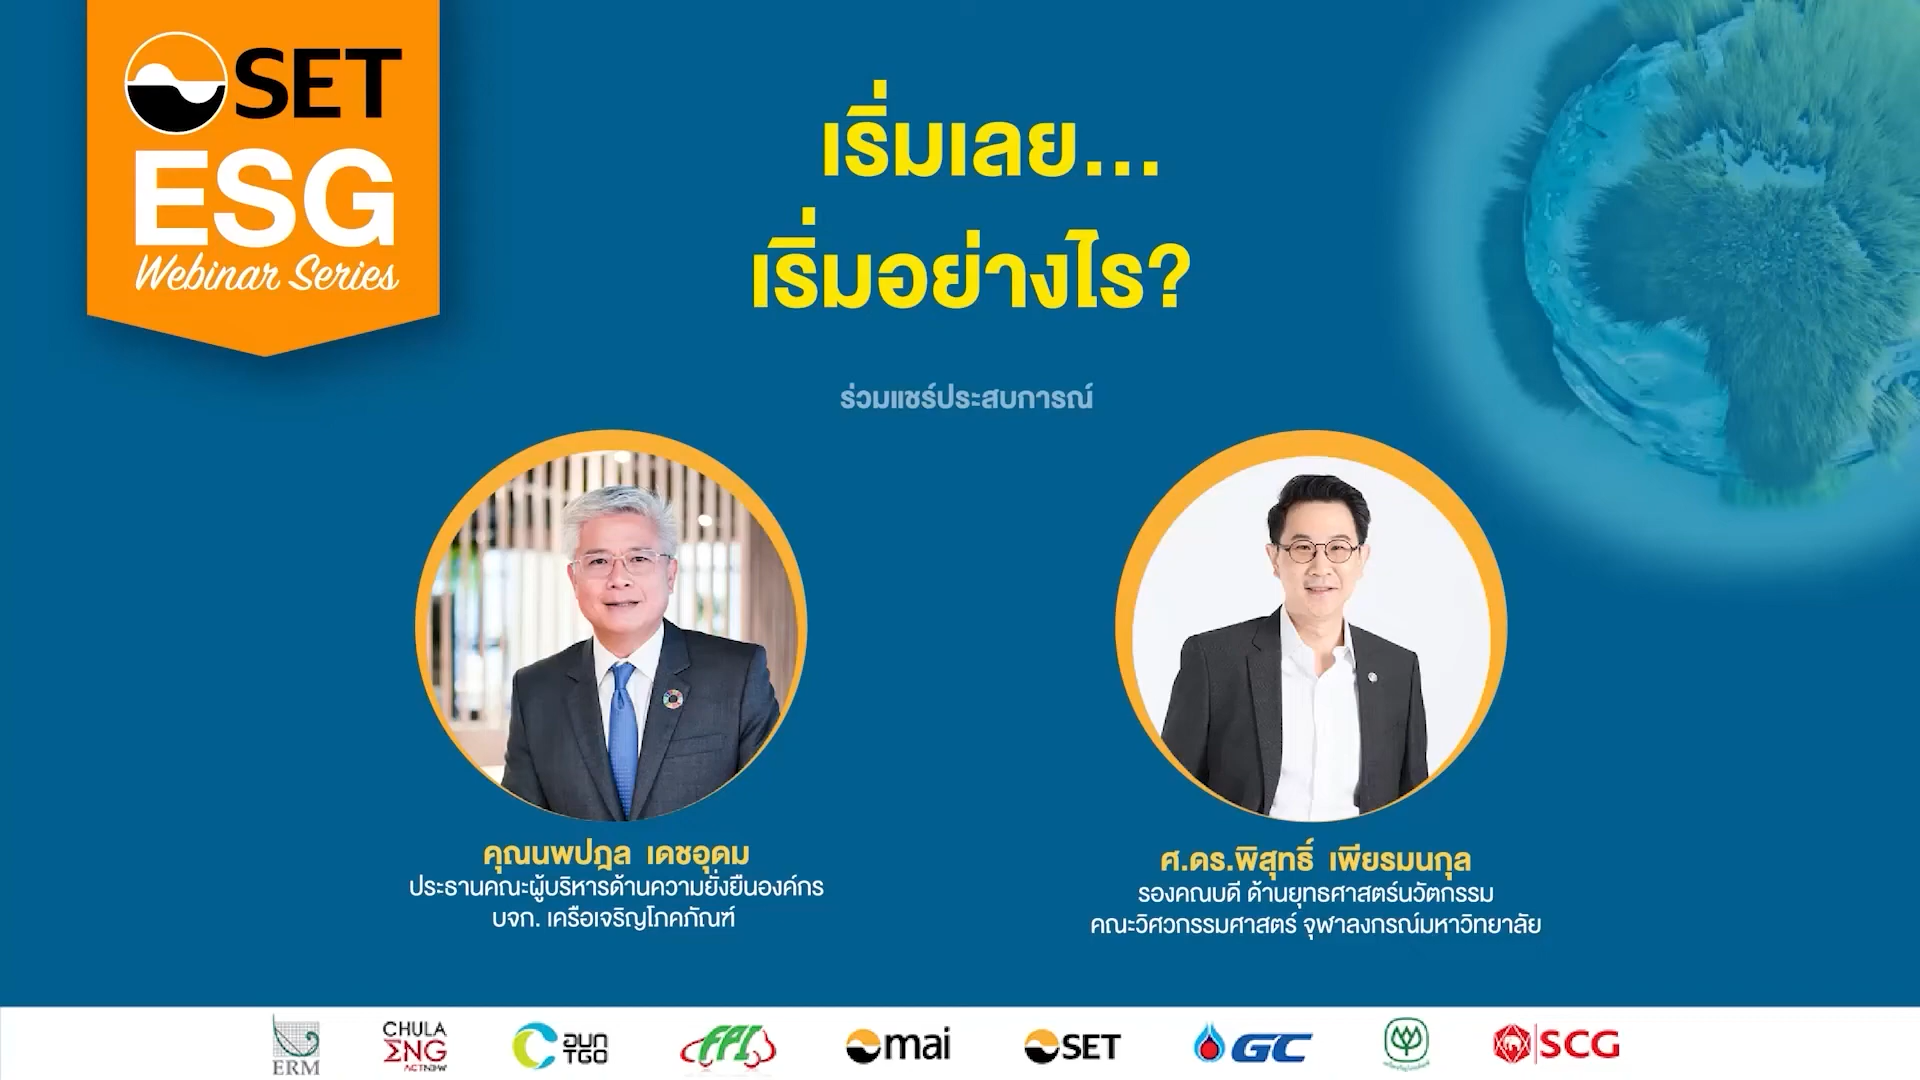 SET
ESG
Webinar Series
เริ่มเลย...
เริ่มอย่างไร?
ร่วมแชร์ประสบการณ์
คุณนพปฎล เดชอุดม
ประธานคณะผู้บริหารด้านความยั่งยืนองค์กร
บจก. เครือเจริญโภคภัณฑ์
ศ.ดร.พิสุทธิ์ เพียรมนกุล
รองคณบดี ด้านยุทธศาสตร์นวัตกรรม
คณะวิศวกรรมศาสตร์ จุฬาลงกรณ์มหาวิทยาลัย
ERM
CHULA
ΣNG
ACTNOW
อบก
TGO
FPI
mai
SET
GC
SCG